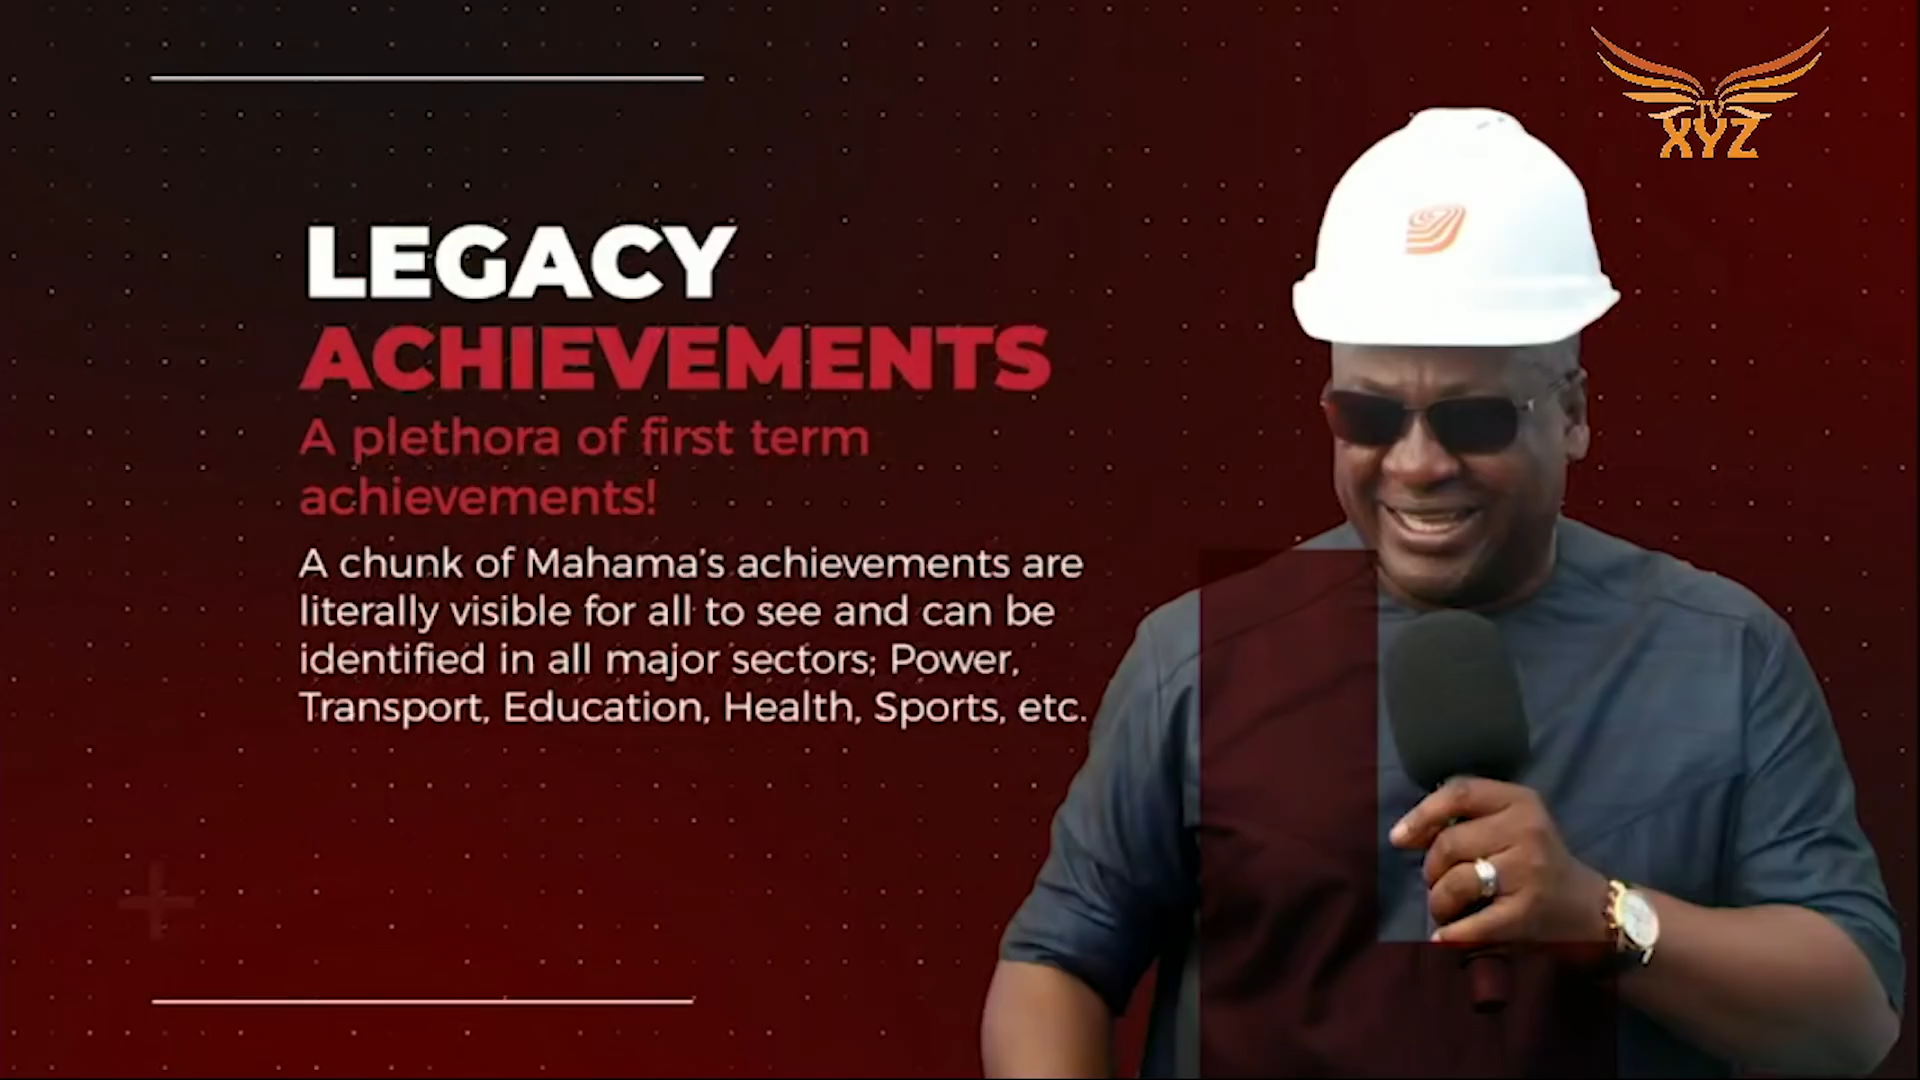 TV
XYZ
LEGACY
ACHIEVEMENTS
A plethora of first term
achievements!
A chunk of Mahama's achievements are
literally visible for all to see and can be
identified in all major sectors; Power,
Transport, Education, Health, Sports, etc.